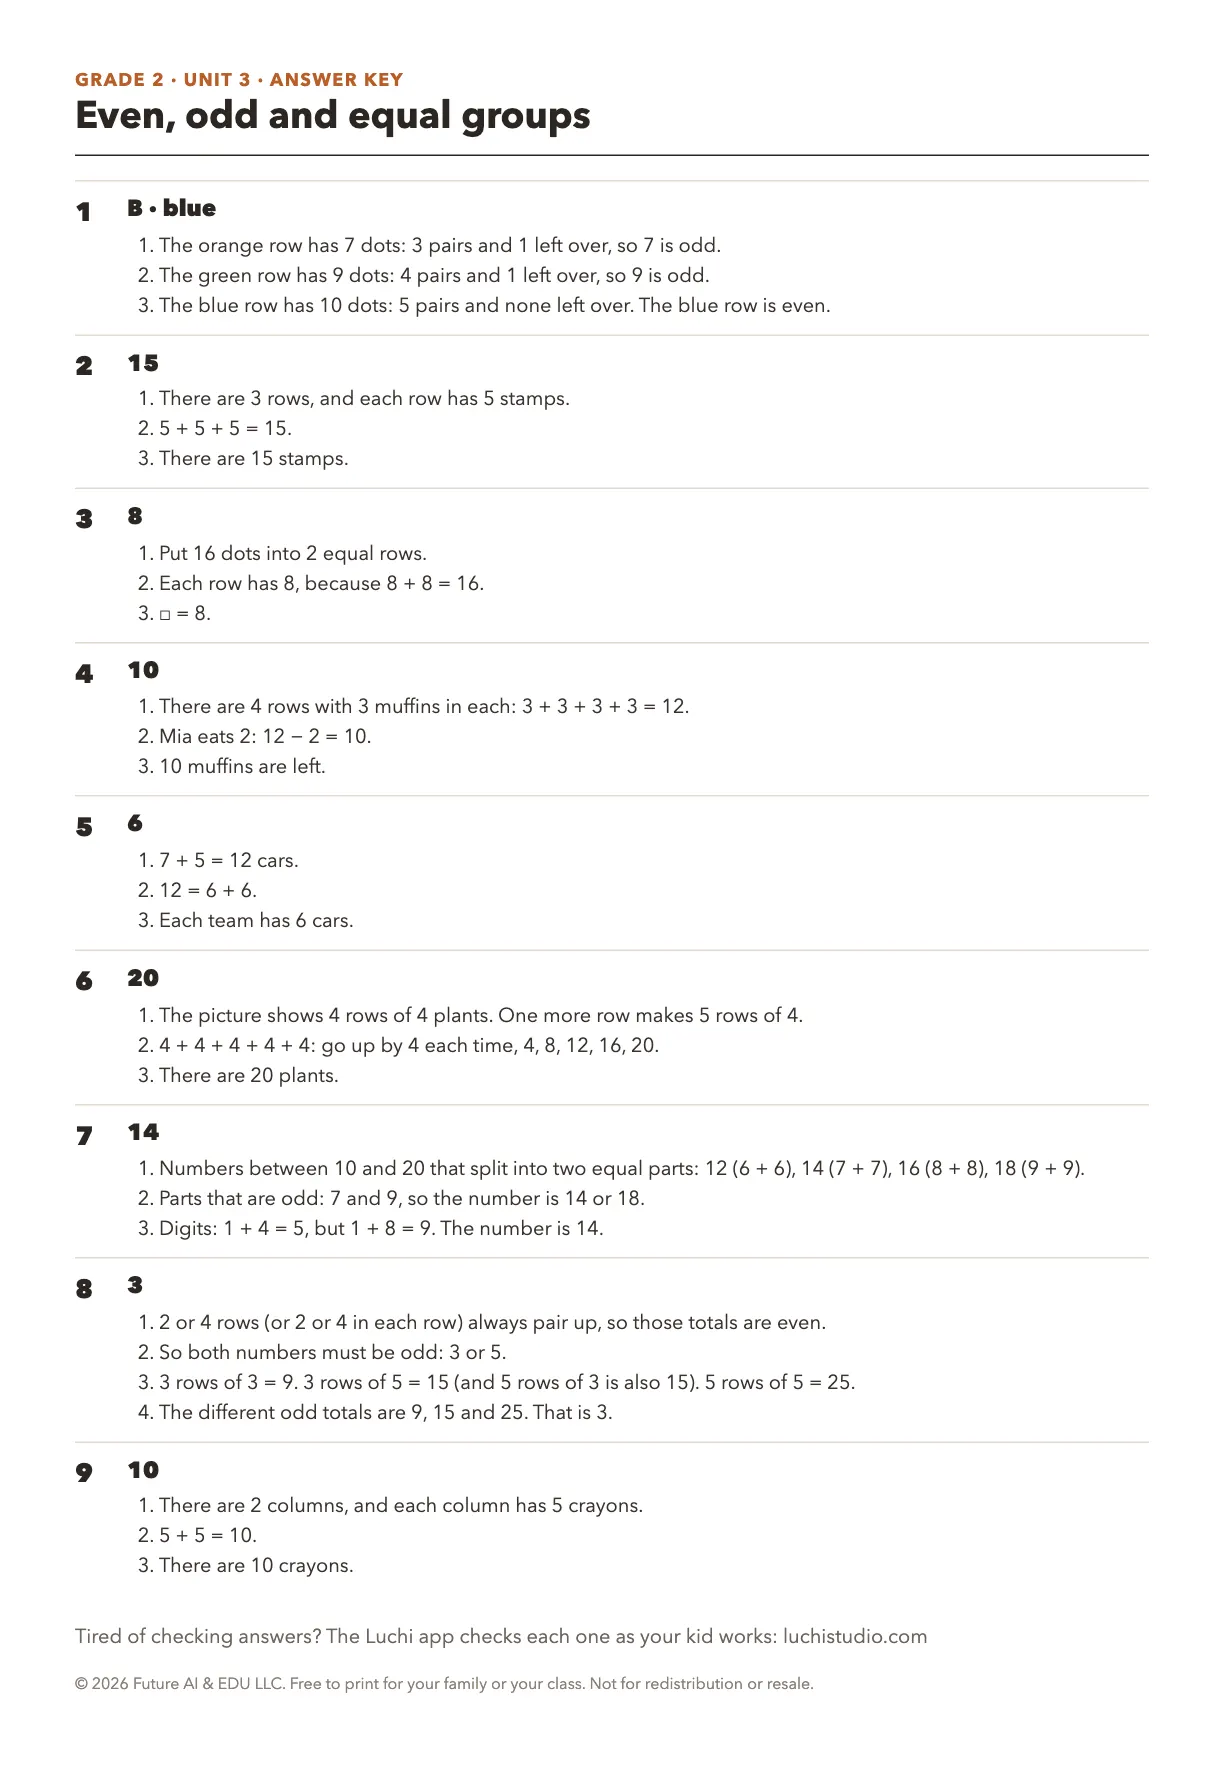 GRADE 2 · UNIT 3 · ANSWER KEY
Even, odd and equal groups
1 B · blue
1. The orange row has 7 dots: 3 pairs and 1 left over, so 7 is odd.
2. The green row has 9 dots: 4 pairs and 1 left over, so 9 is odd.
3. The blue row has 10 dots: 5 pairs and none left over. The blue row is even.
2 15
1. There are 3 rows, and each row has 5 stamps.
2. 5 + 5 + 5 = 15.
3. There are 15 stamps.
3 8
1. Put 16 dots into 2 equal rows.
2. Each row has 8, because 8 + 8 = 16.
3. □ = 8.
4 10
1. There are 4 rows with 3 muffins in each: 3 + 3 + 3 + 3 = 12.
2. Mia eats 2: 12 − 2 = 10.
3. 10 muffins are left.
5 6
1. 7 + 5 = 12 cars.
2. 12 = 6 + 6.
3. Each team has 6 cars.
6 20
1. The picture shows 4 rows of 4 plants. One more row makes 5 rows of 4.
2. 4 + 4 + 4 + 4 + 4: go up by 4 each time, 4, 8, 12, 16, 20.
3. There are 20 plants.
7 14
1. Numbers between 10 and 20 that split into two equal parts: 12 (6 + 6), 14 (7 + 7), 16 (8 + 8), 18 (9 + 9).
2. Parts that are odd: 7 and 9, so the number is 14 or 18.
3. Digits: 1 + 4 = 5, but 1 + 8 = 9. The number is 14.
8 3
1. 2 or 4 rows (or 2 or 4 in each row) always pair up, so those totals are even.
2. So both numbers must be odd: 3 or 5.
3. 3 rows of 3 = 9. 3 rows of 5 = 15 (and 5 rows of 3 is also 15). 5 rows of 5 = 25.
4. The different odd totals are 9, 15 and 25. That is 3.
9 10
1. There are 2 columns, and each column has 5 crayons.
2. 5 + 5 = 10.
3. There are 10 crayons.
Tired of checking answers? The Luchi app checks each one as your kid works: luchistudio.com
© 2026 Future AI & EDU LLC. Free to print for your family or your class. Not for redistribution or resale.